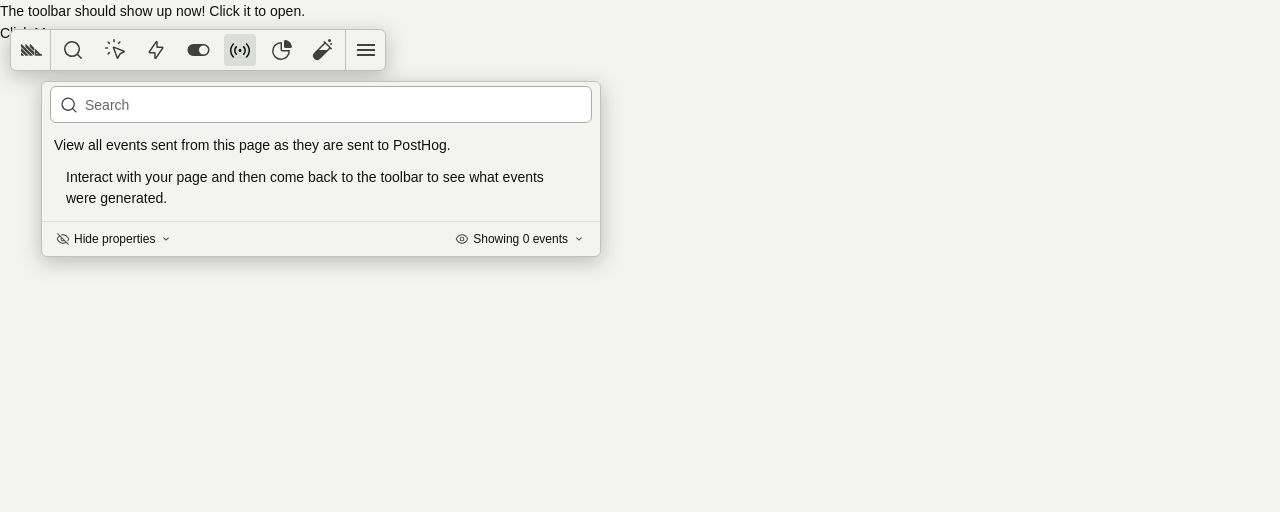 The toolbar should show up now! Click it to open.
Search
View all events sent from this page as they are sent to PostHog.
Interact with your page and then come back to the toolbar to see what events
were generated.
Hide properties
Showing 0 events